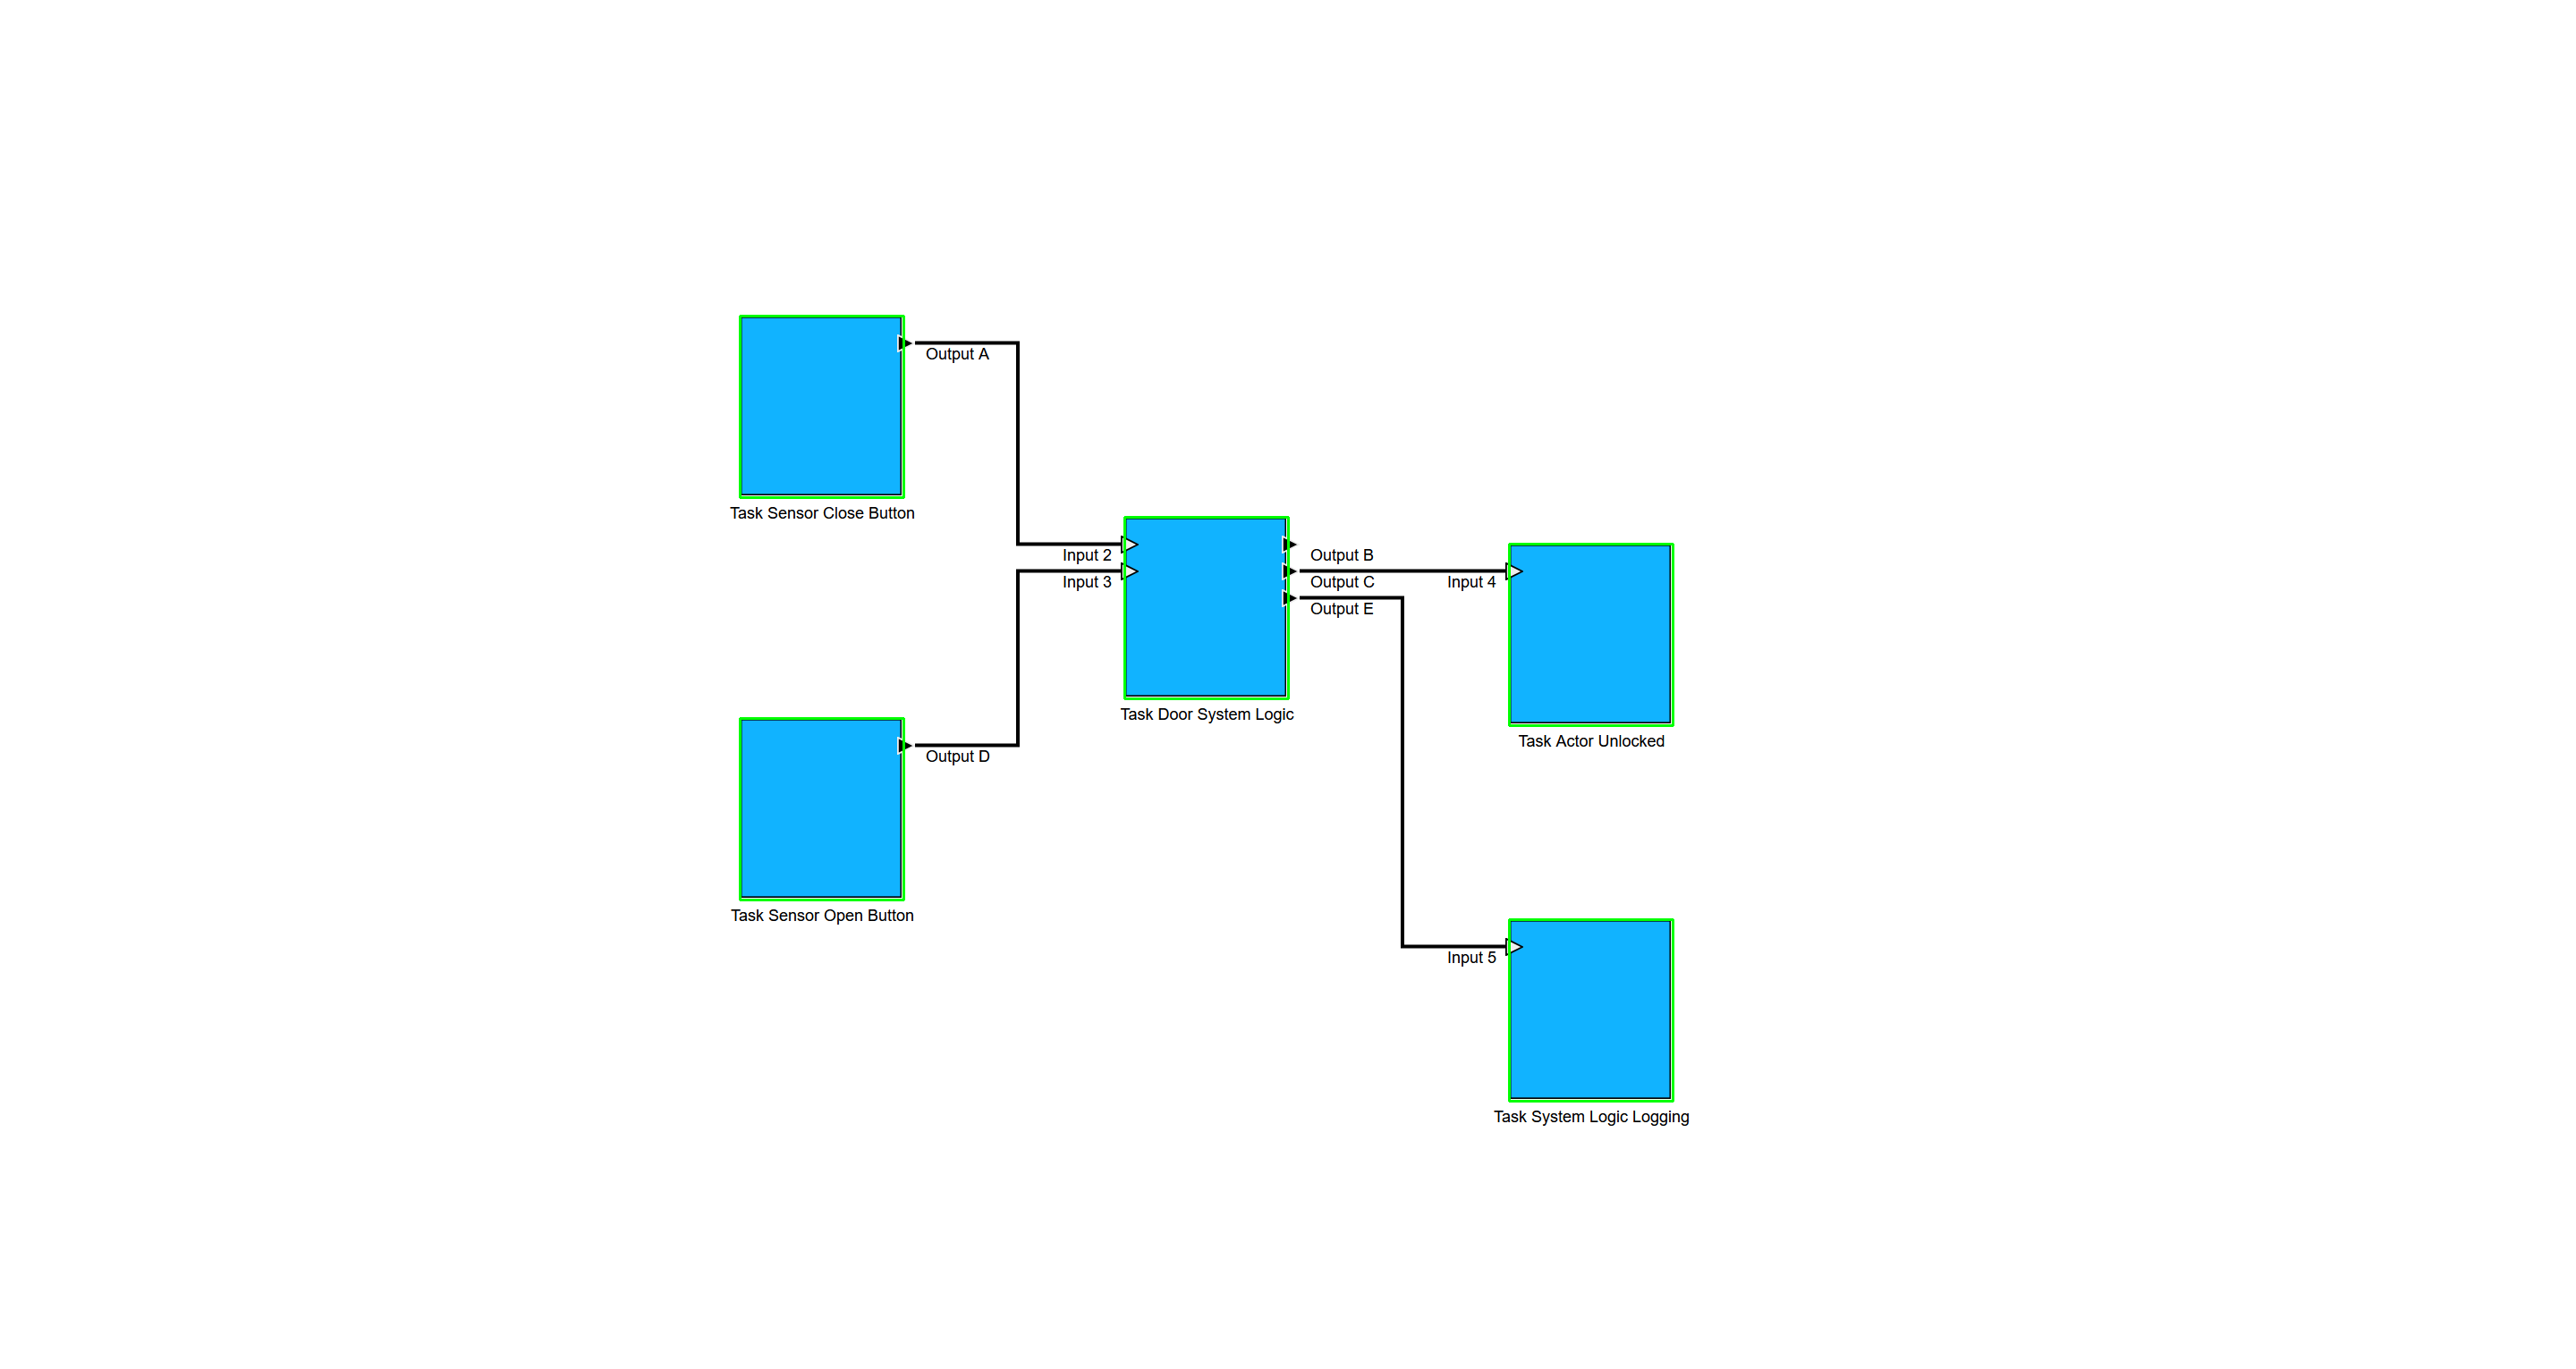 Output A
Task Sensor Close Button
Input 2
Output B
Input 3
Output C
Input 4
Output E
Task Door System Logic
Task Actor Unlocked
Output D
Task Sensor Open Button
Input 5
Task System Logic Logging